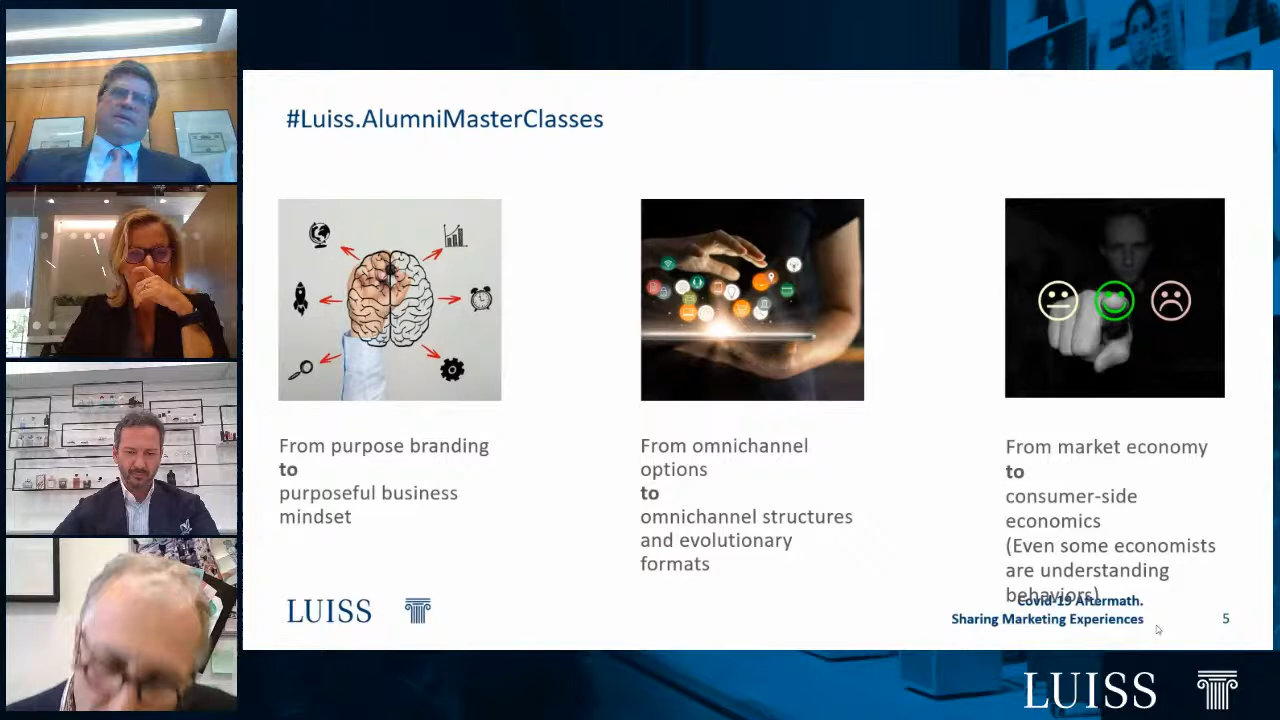 #Luiss.AlumniMasterClasses
From purpose branding
to
purposeful business
mindset
From omnichannel
options
to
omnichannel structures
and evolutionary
formats
From market economy
to
consumer-side
economics
(Even some economists
are understanding
behaviors)
LUISS
Covid-19 Aftermath.
Sharing Marketing Experiences
5
LUISS